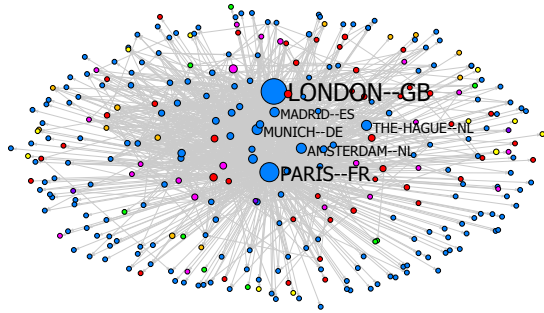 LONDON--GB
MADRID--ES
MUNICH--DE
THE-HAGUE--NL
AMSTERDAM--NL
PARIS--FR